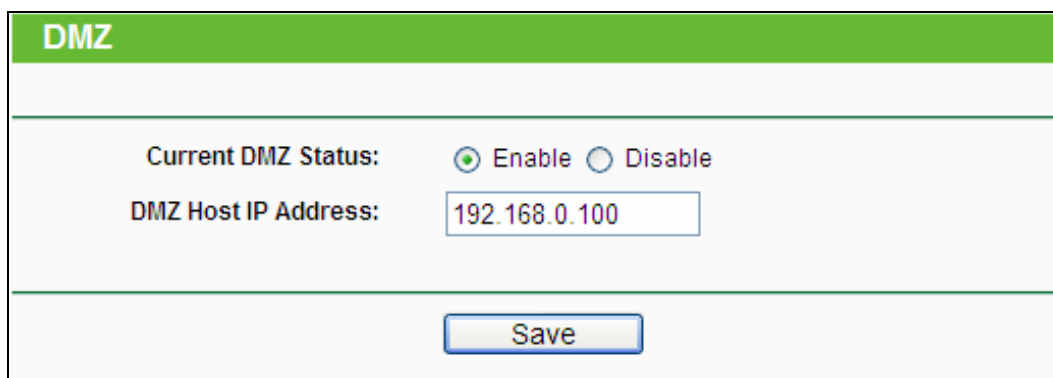 DMZ
Current DMZ Status: Enable Disable
DMZ Host IP Address: 192.168.0.100
Save